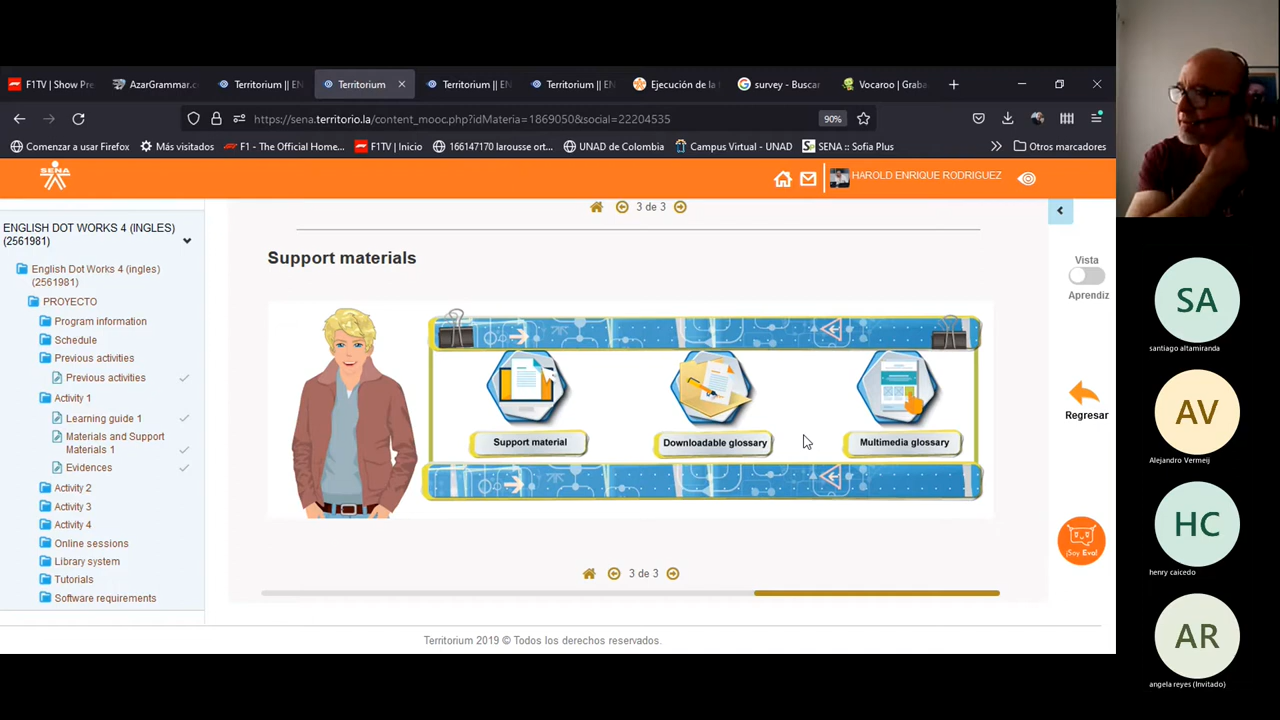 F1TV | Show Pre
AzarGrammar.c
Territorium || EN
Territorium
Territorium || EN
Territorium || EN
Ejecución de la f
survey - Buscar
Vocaroo | Graba
https://sena.territorio.la/content_mooc.php?idMateria=1869050&social=22204535
90%
Comenzar a usar Firefox
Más visitados
F1 - The Official Home...
F1TV | Inicio
166147170 larousse ort...
UNAD de Colombia
Campus Virtual - UNAD
SENA :: Sofia Plus
Otros marcadores
SENA
HAROLD ENRIQUE RODRIGUEZ
ENGLISH DOT WORKS 4 (INGLES)
(2561981)
English Dot Works 4 (ingles)
(2561981)
PROYECTO
Program information
Schedule
Previous activities
Previous activities
Activity 1
Learning guide 1
Materials and Support
Materials 1
Evidences
Activity 2
Activity 3
Activity 4
Online sessions
Library system
Tutorials
Software requirements
3 de 3
Support materials
Support material
Downloadable glossary
Multimedia glossary
3 de 3
Vista
Aprendiz
Regresar
¡Soy Eva!
Territorium 2019 © Todos los derechos reservados.
SA
santiago altamiranda
AV
Alejandro Vermeij
HC
henry caicedo
AR
angela reyes (Invitado)